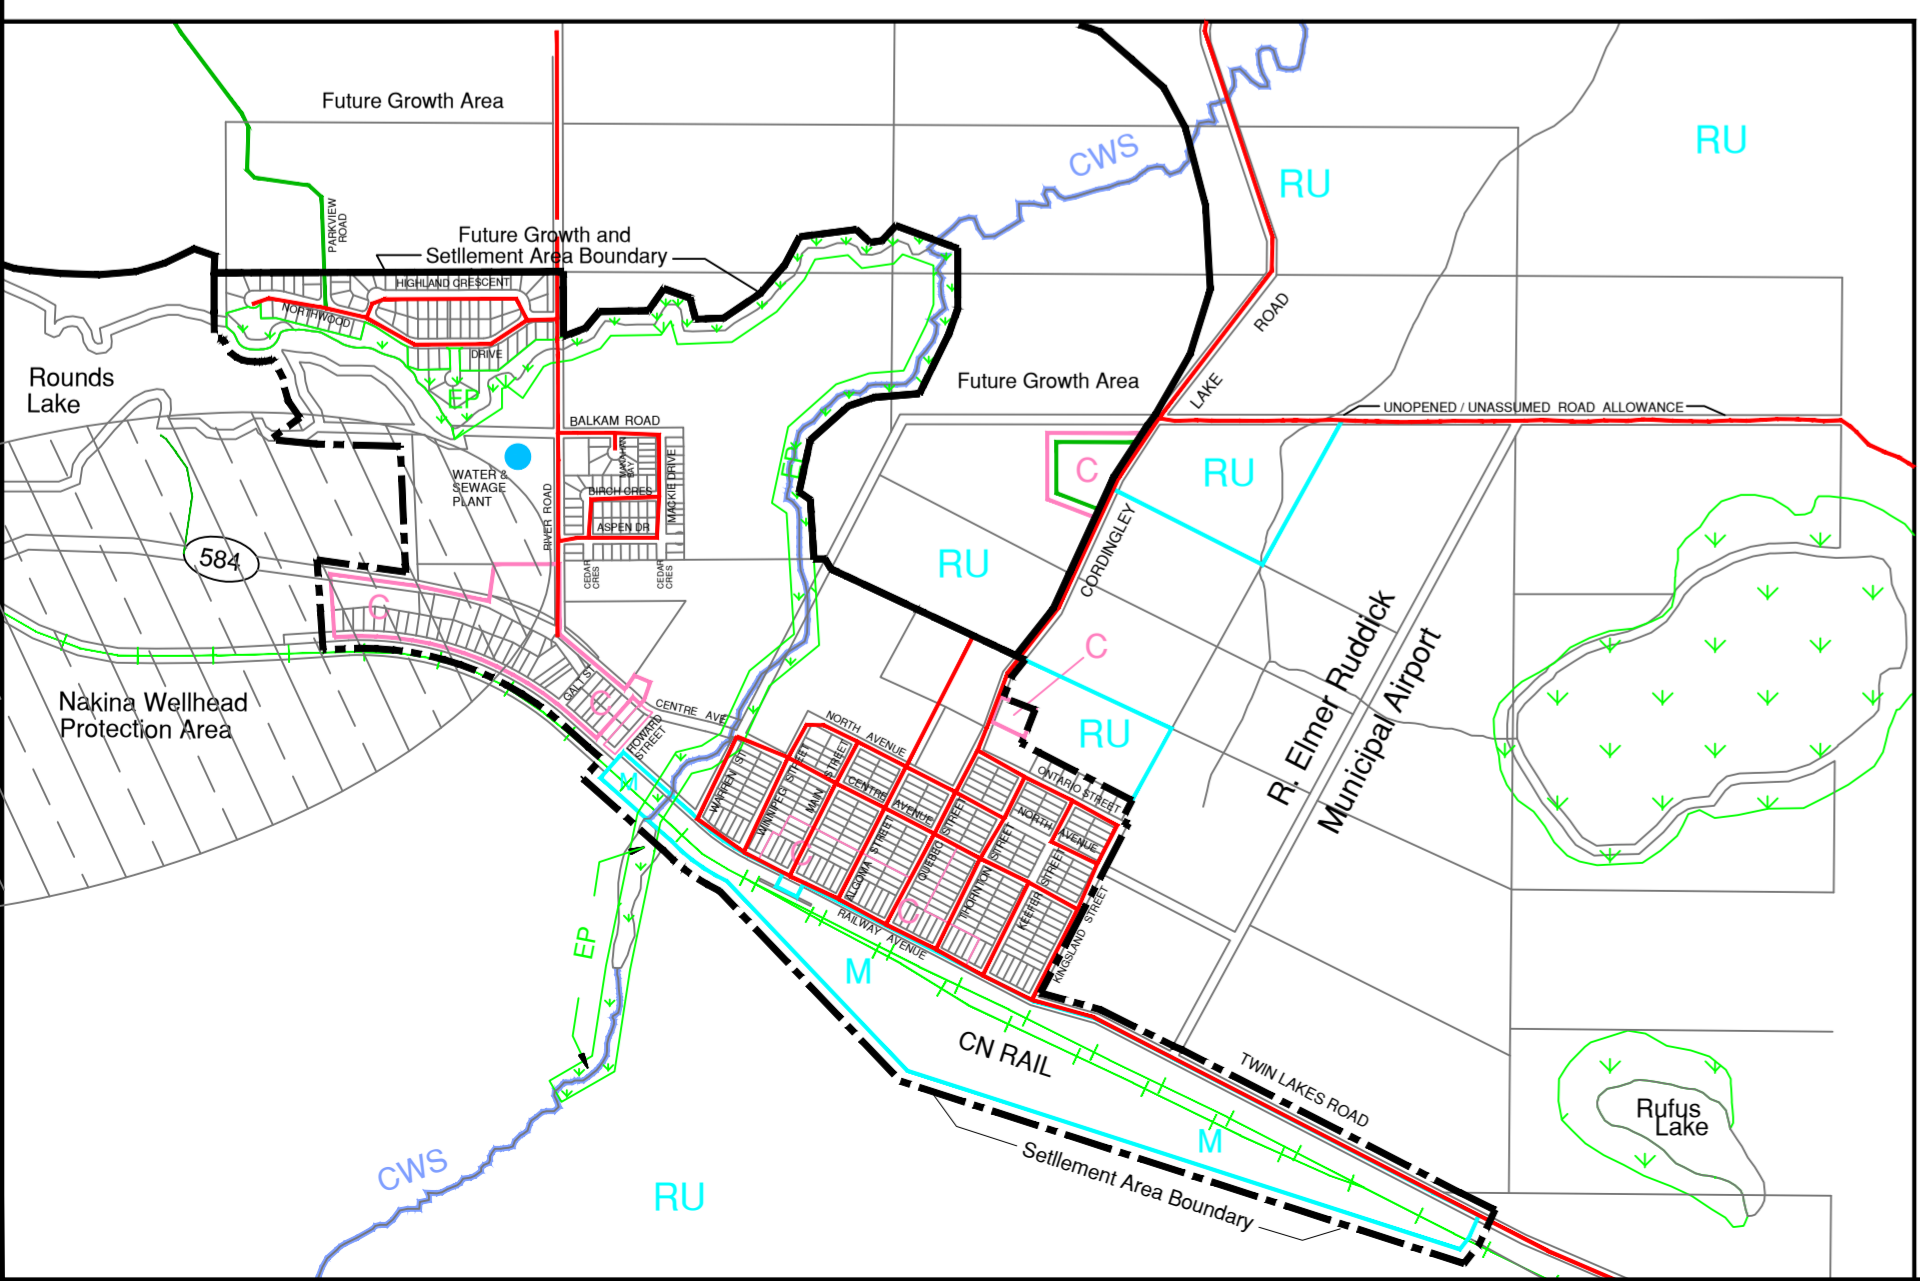 Future Growth Area
RU
CWS
RU
PARKVIEW
ROAD
Future Growth and
Setllement Area Boundary
HIGHLAND CRESCENT
NORTHWOOD
DRIVE
ROAD
LAKE
Rounds
Lake
EP
Future Growth Area
UNOPENED / UNASSUMED ROAD ALLOWANCE
BALKAM ROAD
WATER &
SEWAGE
PLANT
BIRCH CRES
MACKIE DRIVE
ASPEN DR
RIVER ROAD
EP
C
RU
CORDINGLEY
584
CEDAR
CRES
CEDAR
CRES
RU
C
C
R. Elmer Ruddick
Municipal Airport
Nakina Wellhead
Protection Area
GALT ST
C
HOWARD
STREET
CENTRE AVE
NORTH AVENUE
RU
M
WARREN ST
WINNIPEG STREET
MAIN STREET
CENTRE AVENUE
ONTARIO STREET
NORTH AVENUE
C
ALGOMA STREET
QUEBEC STREET
THORNTON STREET
KEEFER STREET
KINGSLAND STREET
C
RAILWAY AVENUE
EP
M
CN RAIL
TWIN LAKES ROAD
Rufus
Lake
M
Setllement Area Boundary
CWS
RU